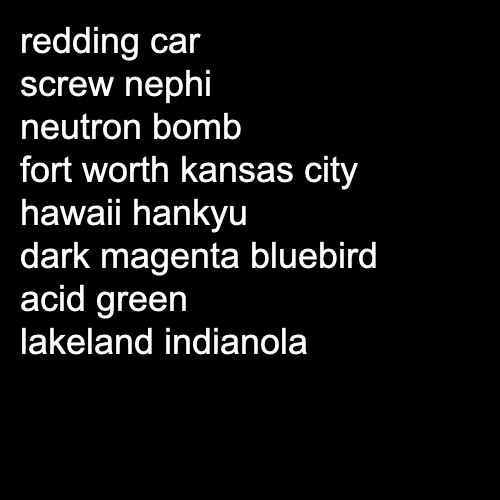 redding car
screw nephi
neutron bomb
fort worth kansas city
hawaii hankyu
dark magenta bluebird
acid green
lakeland indianola